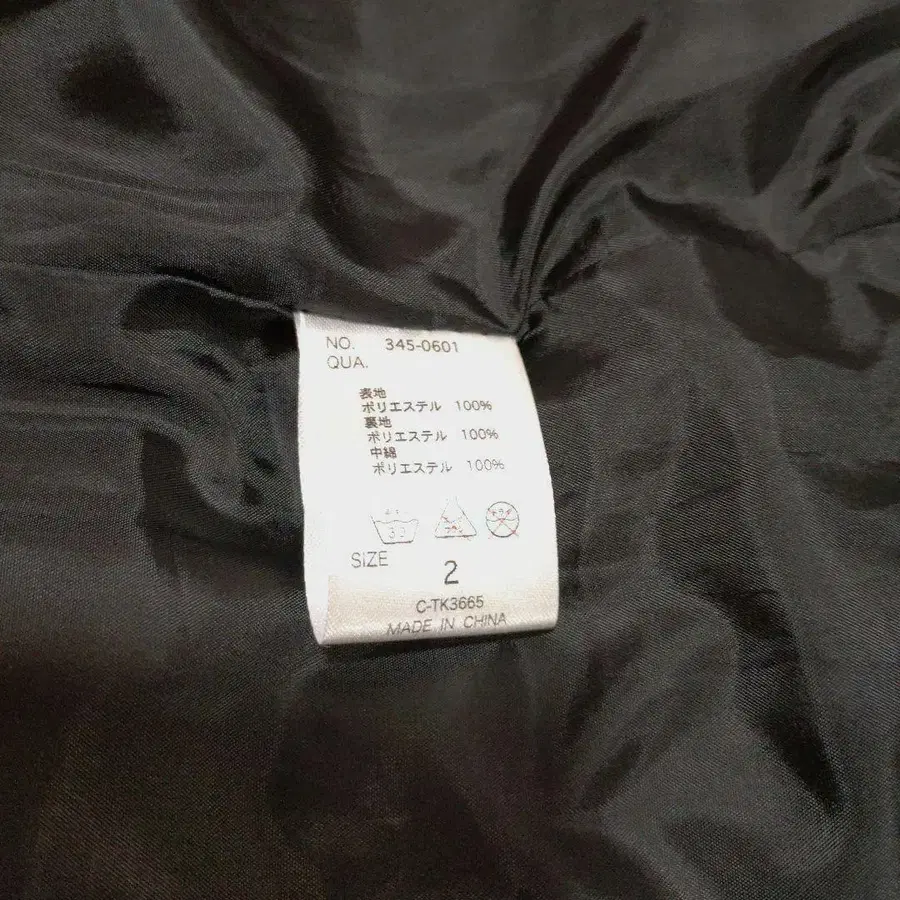 NO. 345-0601
QUA.
表地
ポリエステル 100%
裏地
ポリエステル 100%
中綿
ポリエステル 100%
30
SiZE
2
C-TK3665
MADE IN CHINA